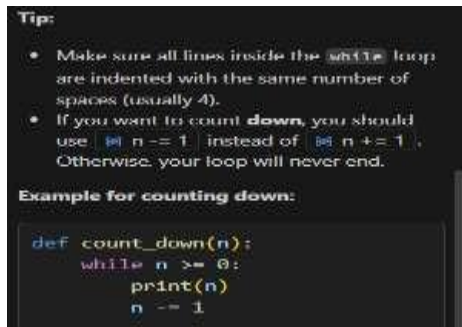 Tip:
Make sure all lines inside the while loop
are indented with the same number of
spaces (usually 4).
If you want to count down, you should
use n -= 1 instead of n += 1 .
Otherwise, your loop will never end.
Example for counting down:
def count_down(n):
    while n >= 0:
        print(n)
        n -= 1